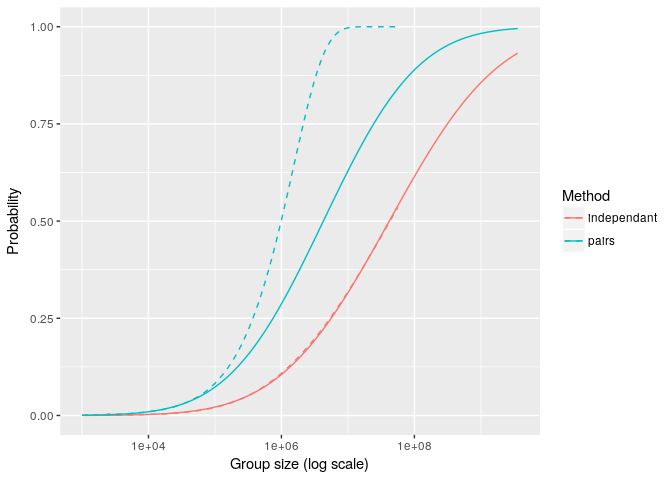 1.00
0.75
0.50
0.25
0.00
Probability
1e+04
1e+06
1e+08
Group size (log scale)
Method
independant
pairs